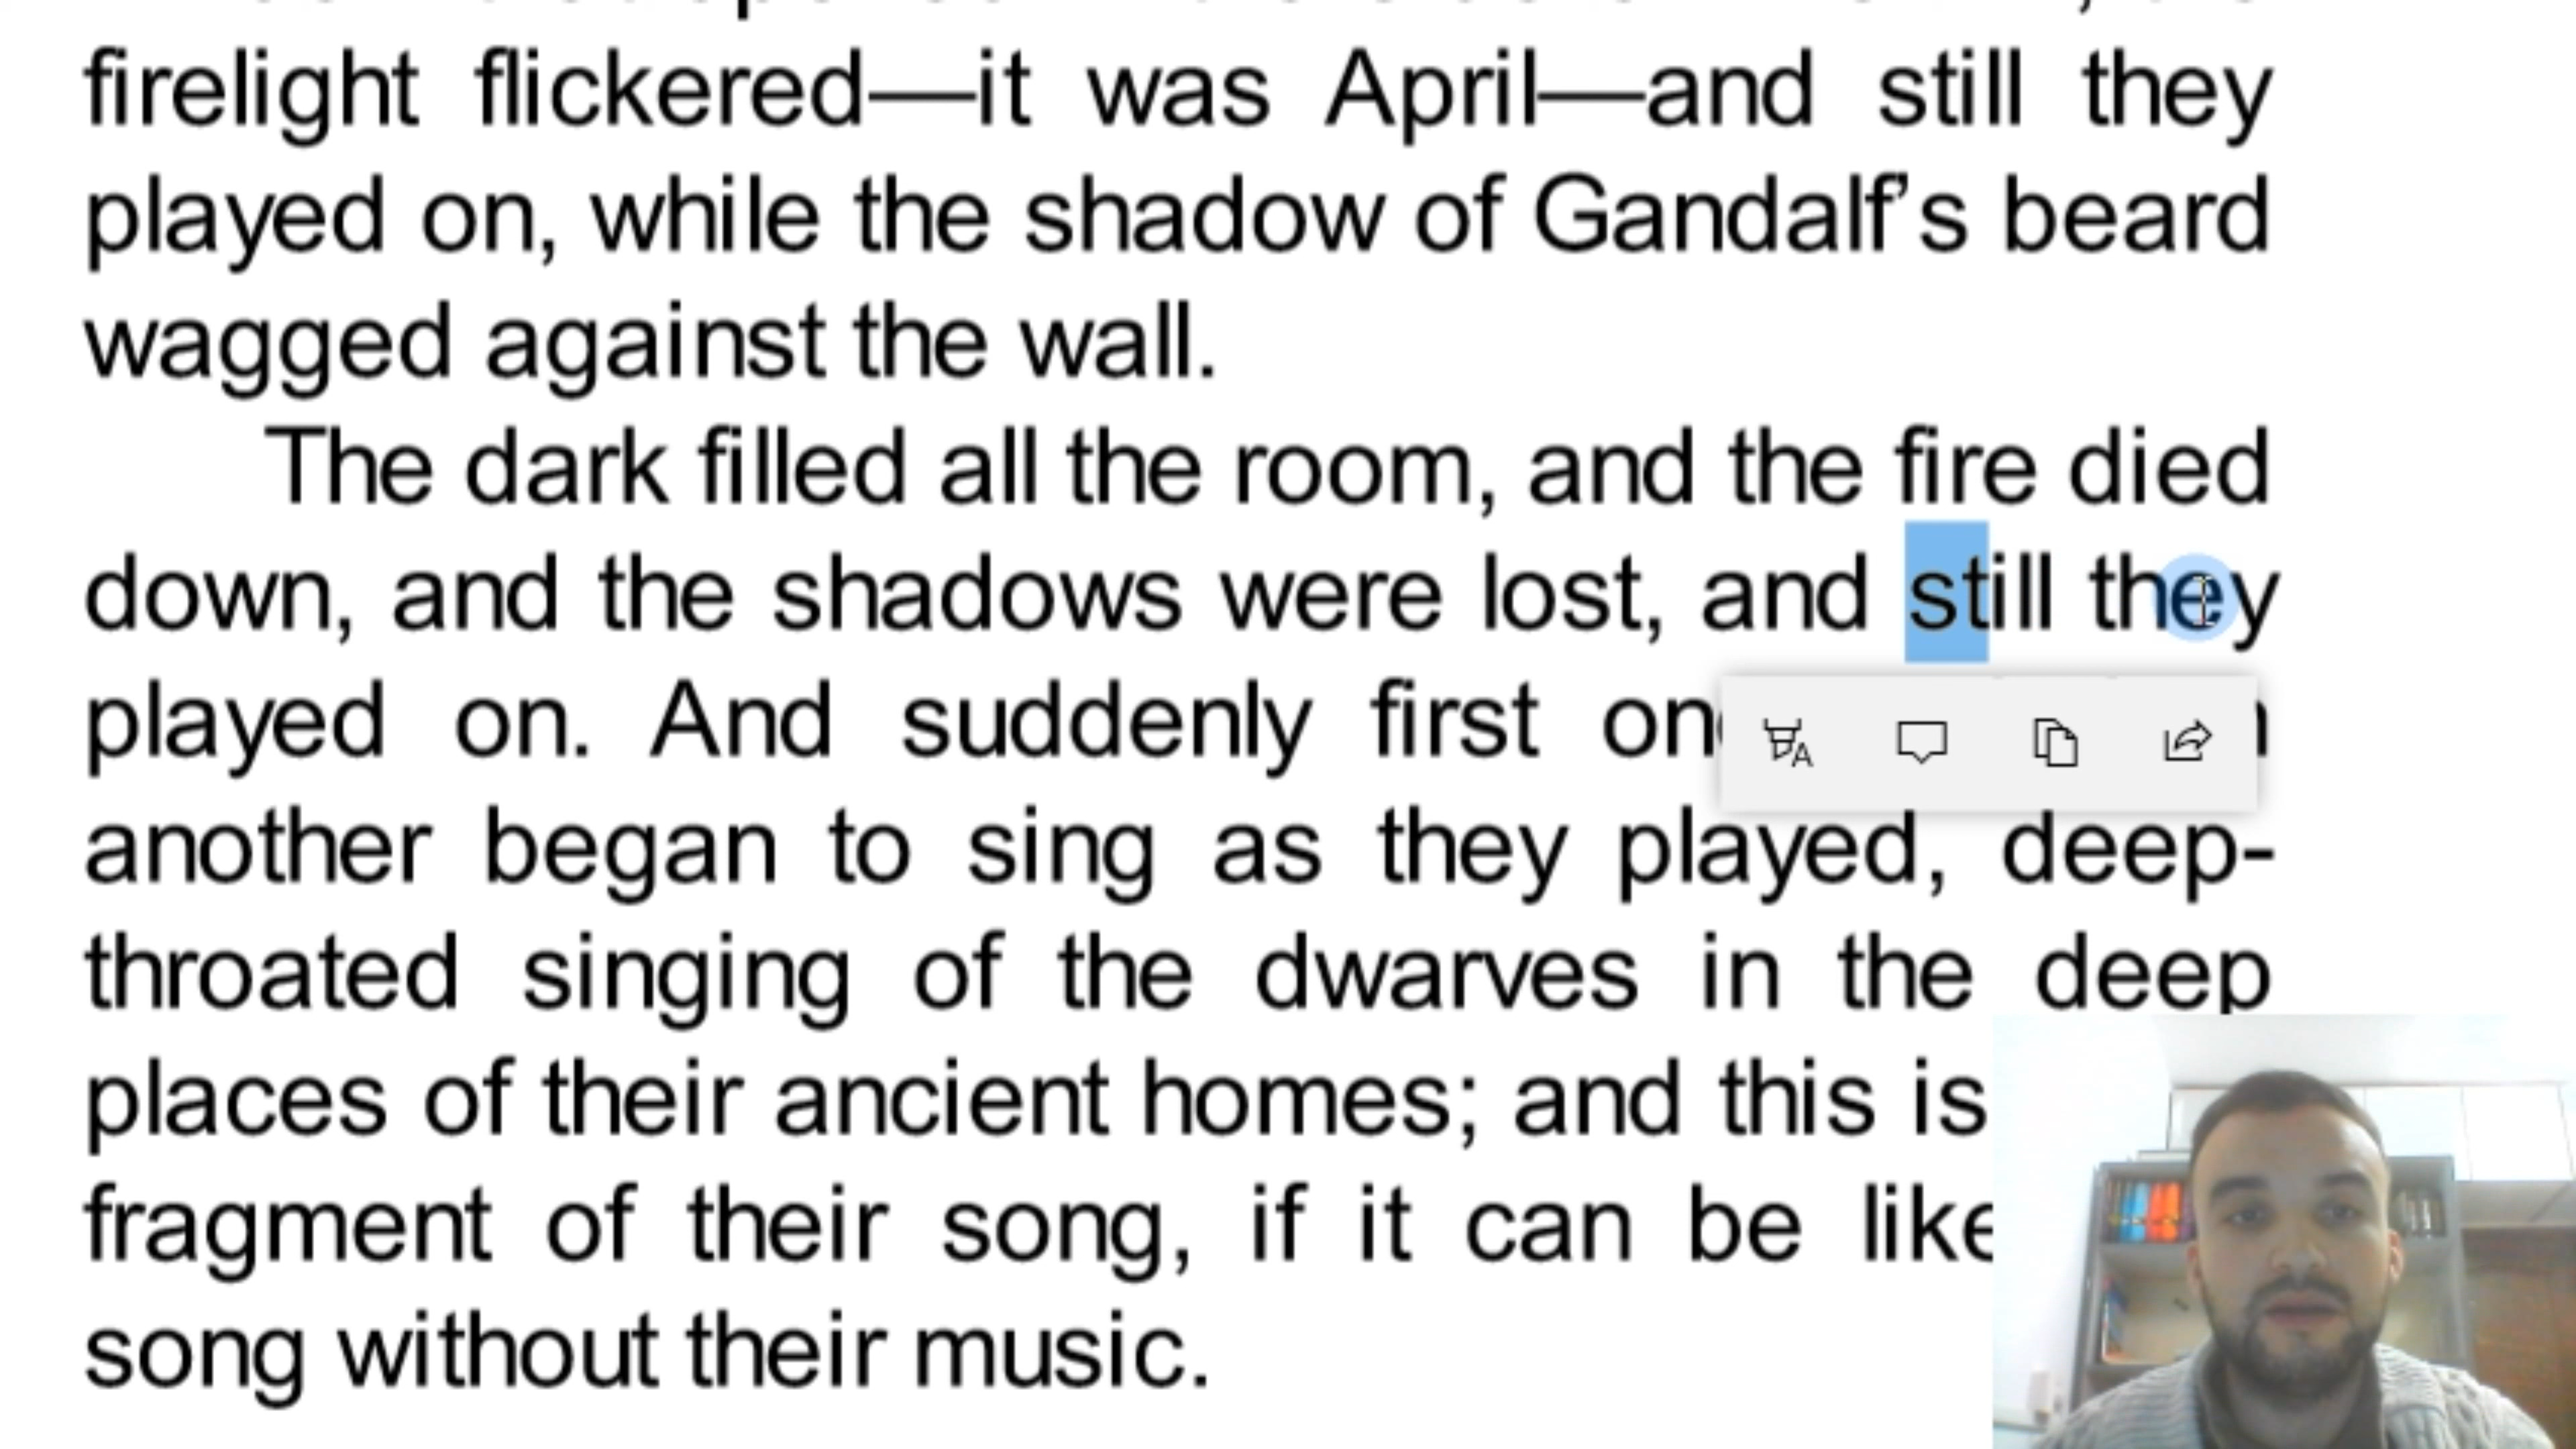 firelight flickered—it was April—and still they
played on, while the shadow of Gandalf’s beard
wagged against the wall.
The dark filled all the room, and the fire died
down, and the shadows were lost, and still they
played on. And suddenly first
another began to sing as they played, deep-
throated singing of the dwarves in the deep
places of their ancient homes; and this is
fragment of their song, if it can be like
song without their music.